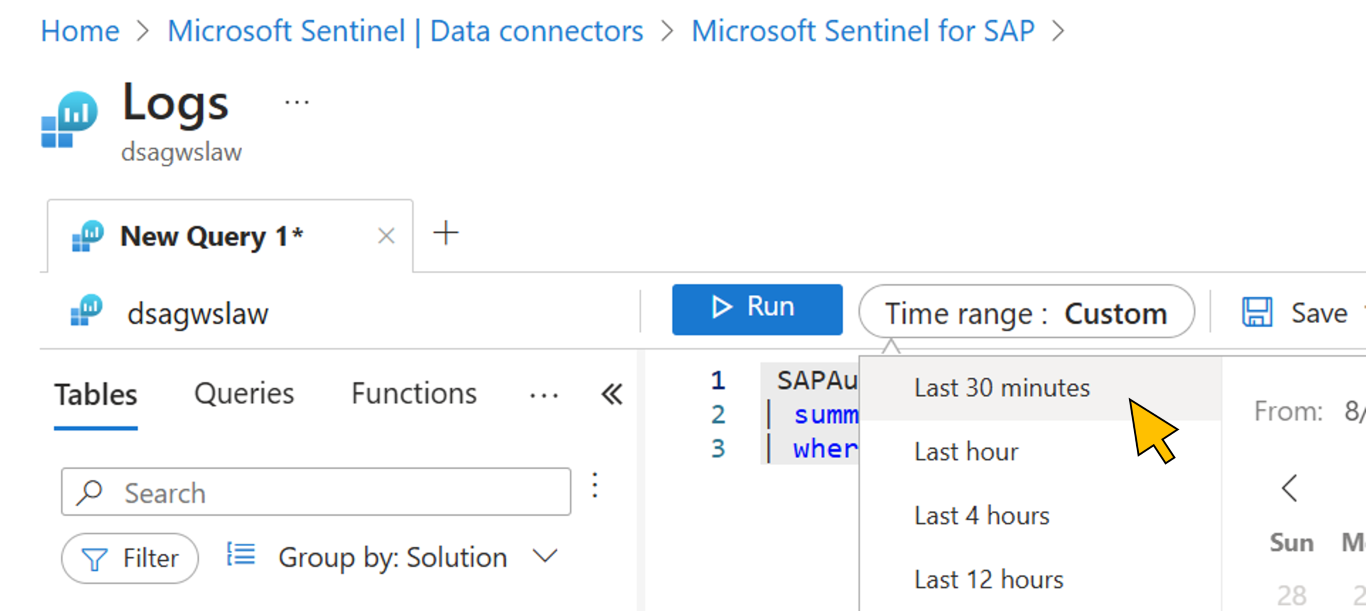 Home > Microsoft Sentinel | Data connectors > Microsoft Sentinel for SAP >
Logs ...
dsagwslaw
New Query 1*
dsagwslaw
Run
Time range : Custom
Save
Tables Queries Functions ... «
Search
Filter
Group by: Solution
1 SAPAu
2 | summ
3 | wher
Last 30 minutes
Last hour
Last 4 hours
Last 12 hours
From: 8/
Sun M
28 2